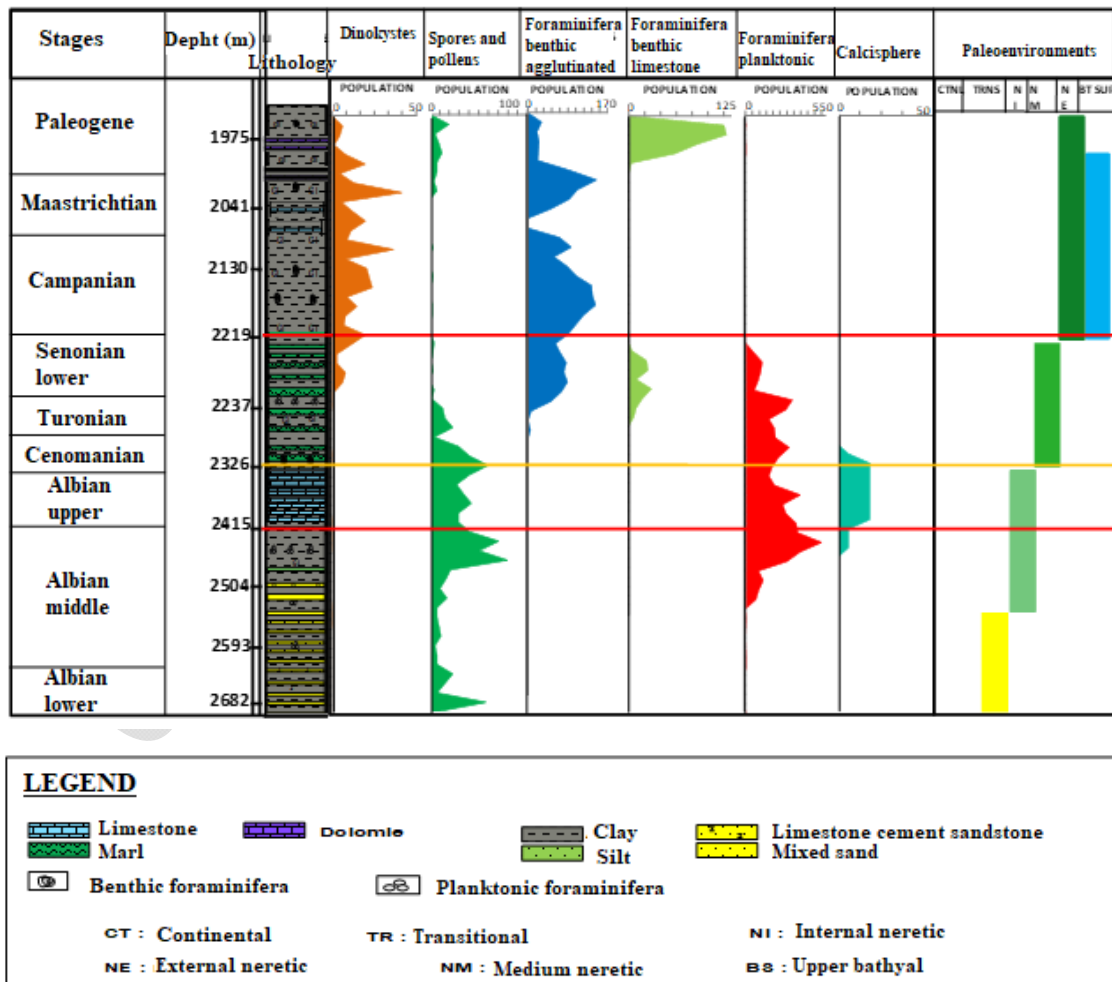 Stages
Depht (m)
Lithology
Dinokystes
Spores and
pollens
Foraminifera
benthic
agglutinated
Foraminifera
benthic
limestone
Foraminifera
planktonic
Calcisphere
Paleoenvironments
POPULATION
0 50
POPULATION
0 100
POPULATION
0 170
POPULATION
0 125
POPULATION
0 550
POPULATION
0 50
CTNL TRNS N I N M N E BT SUP
Paleogene
1975
Maastrichtian
2041
Campanian
2130
2219
Senonian
lower
2237
Turonian
Cenomanian
2326
Albian
upper
2415
Albian
middle
2504
2593
Albian
lower
2682
LEGEND
Limestone Dolomie Clay Limestone cement sandstone
Marl Silt Mixed sand
Benthic foraminifera Planktonic foraminifera
CT : Continental TR : Transitional NI : Internal neretic
NE : External neretic NM : Medium neretic BS : Upper bathyal